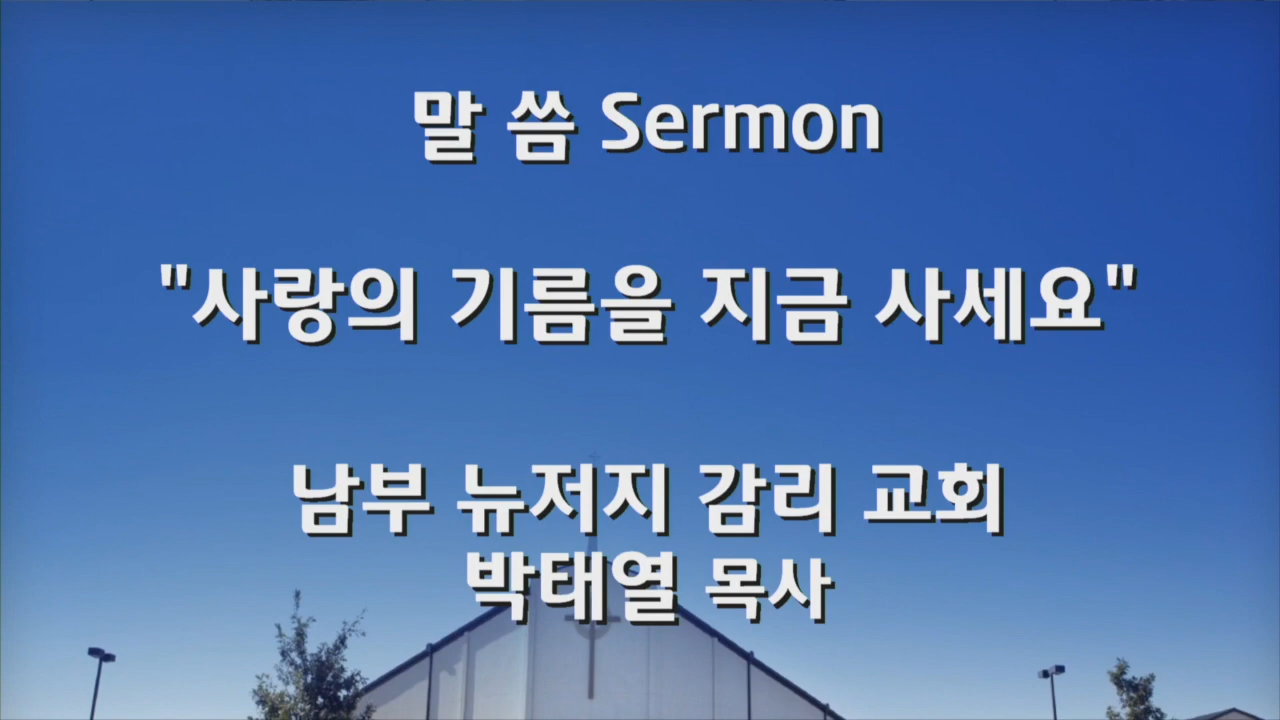 말 씀 Sermon
"사랑의 기름을 지금 사세요"
남부 뉴저지 감리 교회
박태열 목사